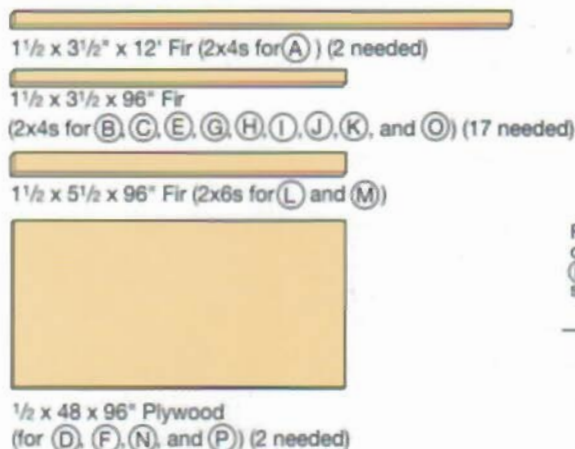 1½ x 3½" x 12' Fir (2x4s for Ⓐ) (2 needed)
1½ x 3½ x 96" Fir
(2x4s for Ⓑ, Ⓒ, Ⓔ, Ⓖ, Ⓗ, Ⓘ, Ⓙ, Ⓚ, and Ⓞ) (17 needed)
1½ x 5½ x 96" Fir (2x6s for Ⓛ and Ⓜ)
½ x 48 x 96" Plywood
(for Ⓓ, Ⓕ, Ⓝ, and Ⓟ) (2 needed)